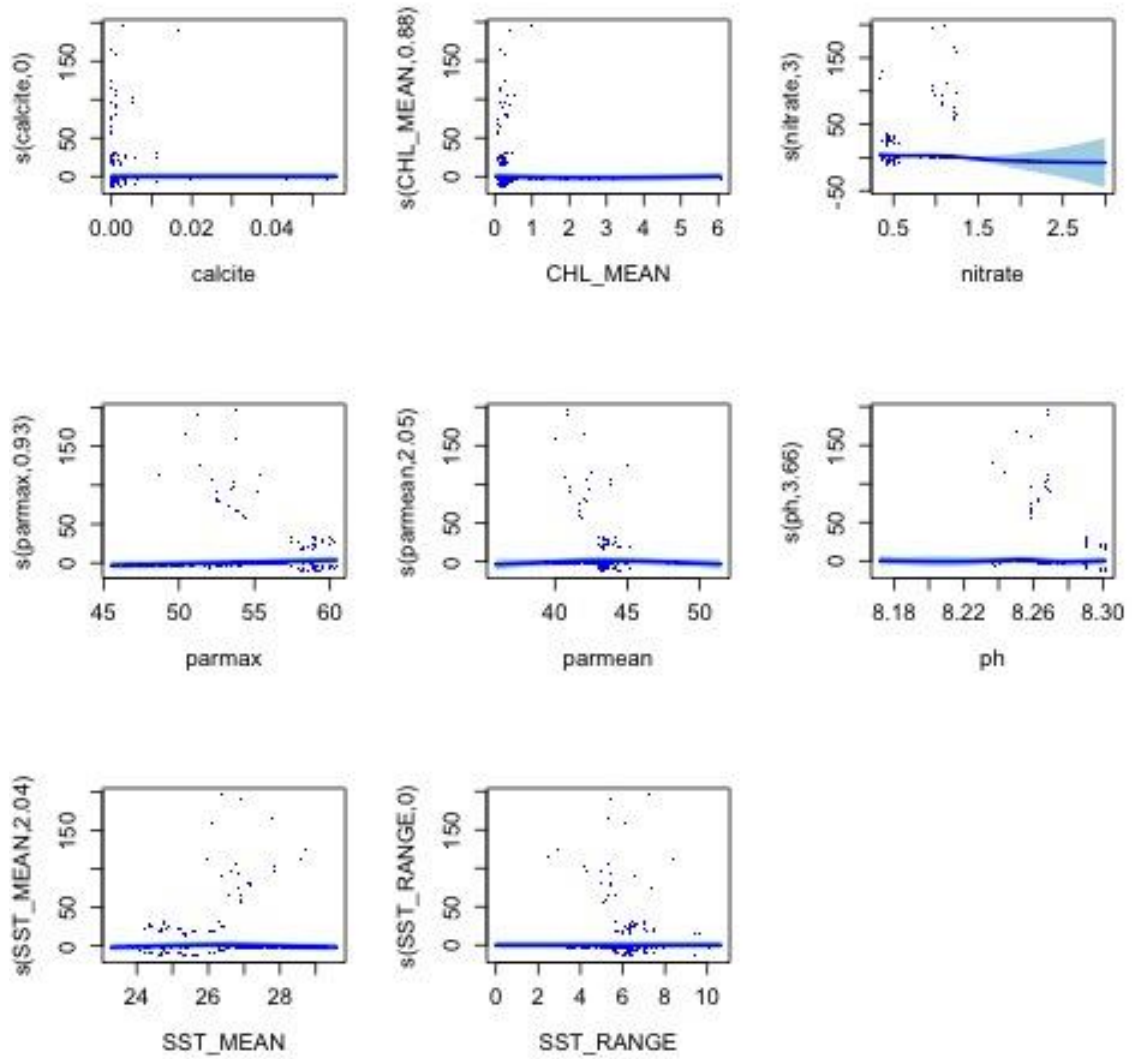 s(calcite,0)
0 50 150
0.00 0.02 0.04
calcite
s(CHL_MEAN,0.88)
0 50 150
0 1 2 3 4 5 6
CHL_MEAN
s(nitrate,3)
-50 50 150
0.5 1.5 2.5
nitrate
s(parmax,0.93)
0 50 150
45 50 55 60
parmax
s(parmean,2.05)
0 50 150
40 45 50
parmean
s(ph,3.66)
0 50 150
8.18 8.22 8.26 8.30
ph
s(SST_MEAN,2.04)
0 50 150
24 26 28
SST_MEAN
s(SST_RANGE,0)
0 50 150
0 2 4 6 8 10
SST_RANGE